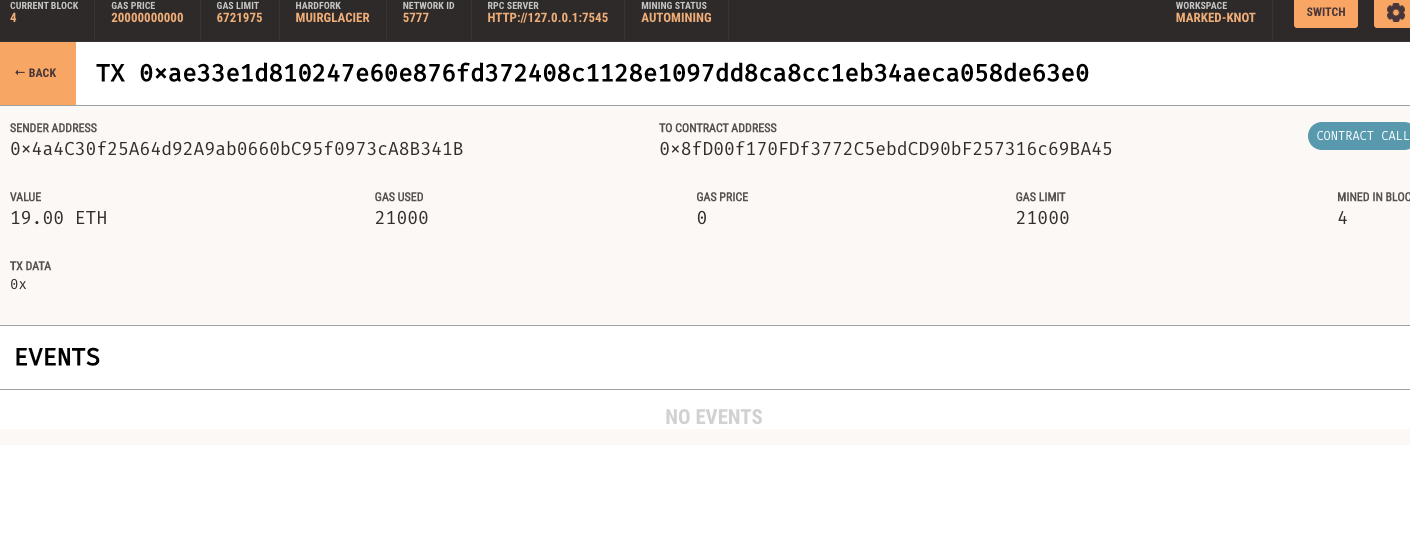 CURRENT BLOCK GAS PRICE GAS LIMIT HARDFORK NETWORK ID RPC SERVER MINING STATUS WORKSPACE
4 20000000000 6721975 MUIRGLACIER 5777 HTTP://127.0.0.1:7545 AUTOMINING MARKED-KNOT SWITCH
← BACK TX 0×ae33e1d810247e60e876fd372408c1128e1097dd8ca8cc1eb34aeca058de63e0
SENDER ADDRESS TO CONTRACT ADDRESS
0×4a4C30f25A64d92A9ab0660bC95f0973cA8B341B 0×8fD00f170FDf3772C5ebdCD90bF257316c69BA45 CONTRACT CALL
VALUE GAS USED GAS PRICE GAS LIMIT MINED IN BLOC
19.00 ETH 21000 0 21000 4
TX DATA
0x
EVENTS
NO EVENTS